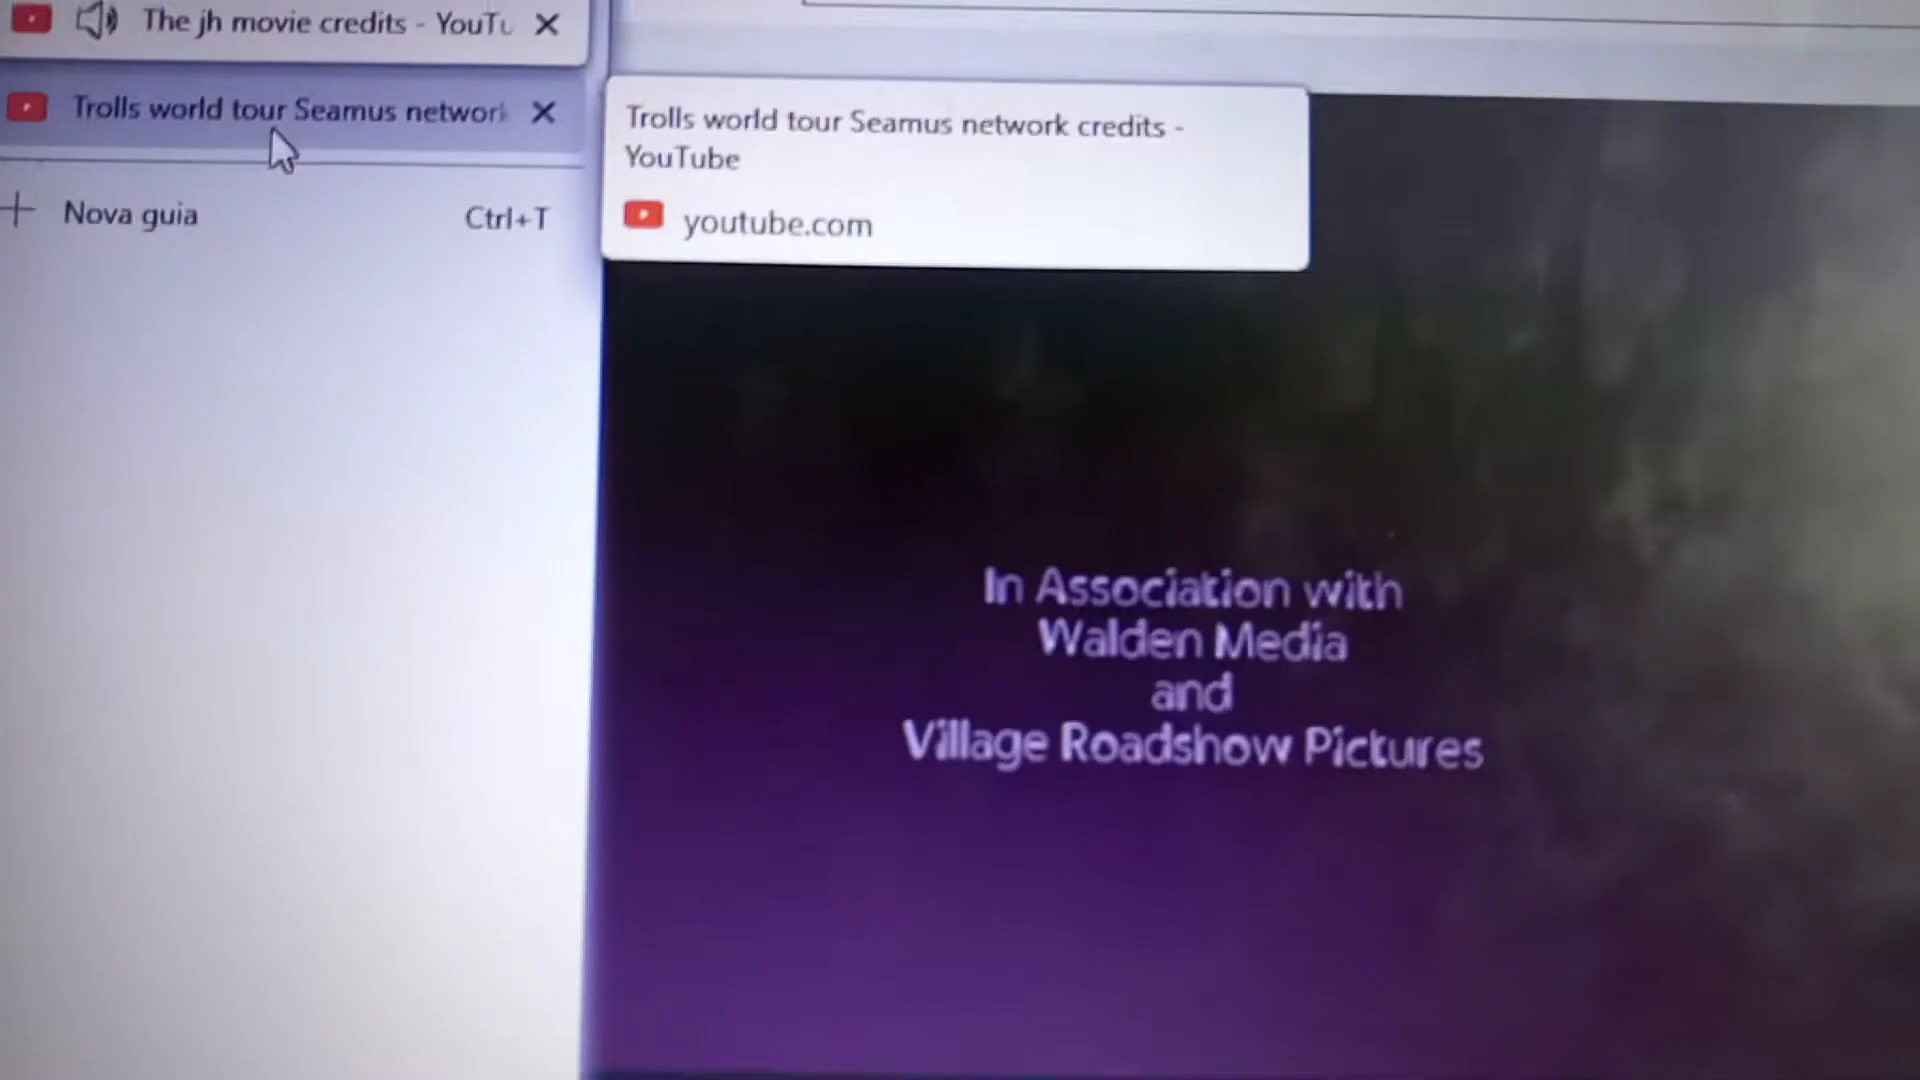 The jh movie credits - YouTu
Trolls world tour Seamus network
Nova guia Ctrl+T
Trolls world tour Seamus network credits -
YouTube
youtube.com
In Association with
Walden Media
and
Village Roadshow Pictures